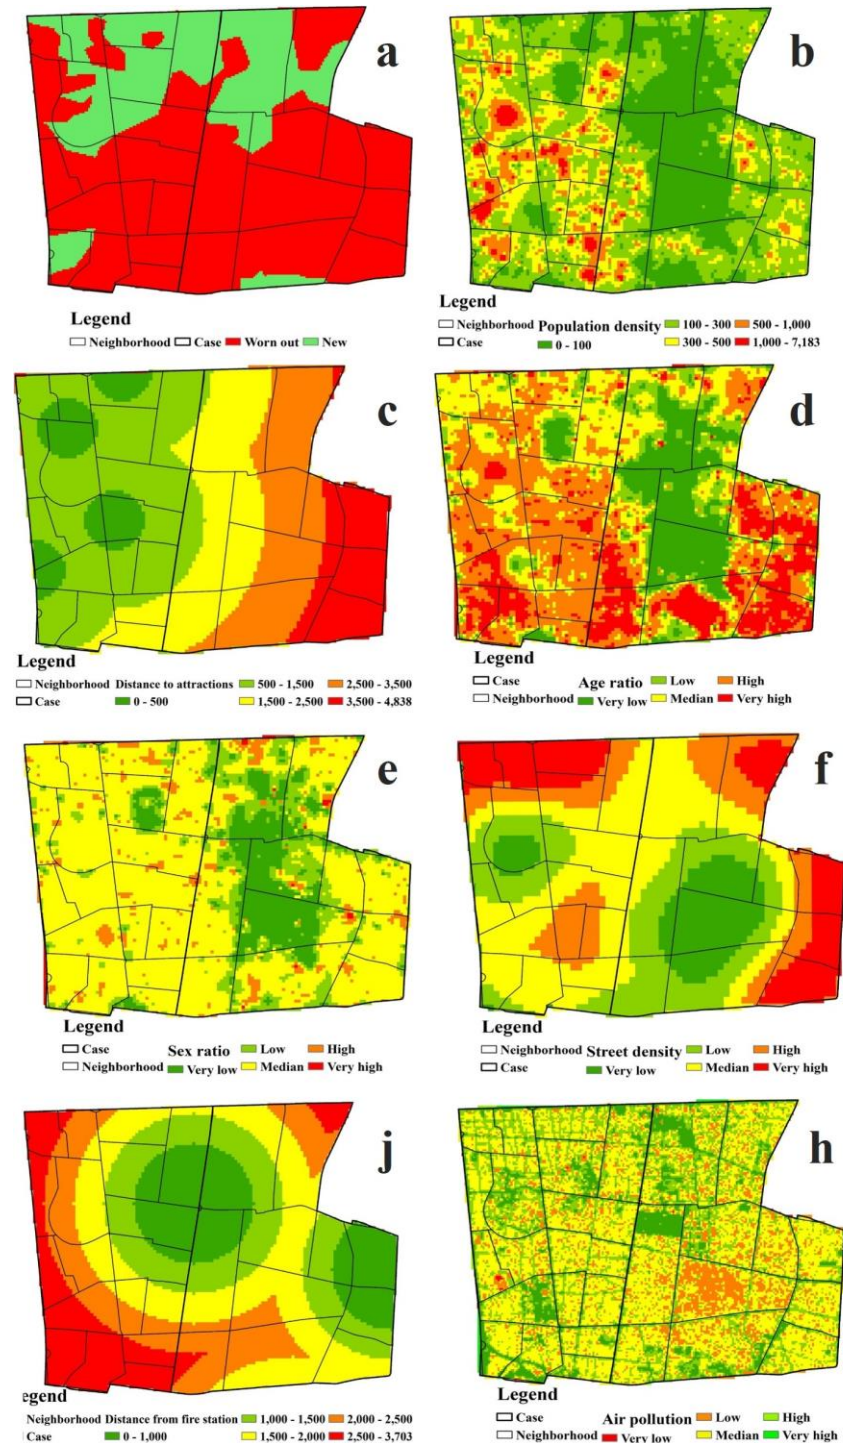 a
Legend
Neighborhood Case Worn out New
b
Legend
Neighborhood Population density 100 - 300 500 - 1,000
Case 0 - 100 300 - 500 1,000 - 7,183
c
Legend
Neighborhood Distance to attractions 500 - 1,500 2,500 - 3,500
Case 0 - 500 1,500 - 2,500 3,500 - 4,838
d
Legend
Case Age ratio Low High
Neighborhood Very low Median Very high
e
Legend
Case Sex ratio Low High
Neighborhood Very low Median Very high
f
Legend
Neighborhood Street density Low High
Case Very low Median Very high
j
egend
Neighborhood Distance from fire station 1,000 - 1,500 2,000 - 2,500
Case 0 - 1,000 1,500 - 2,000 2,500 - 3,703
h
Legend
Case Air pollution Low High
Neighborhood Very low Median Very high